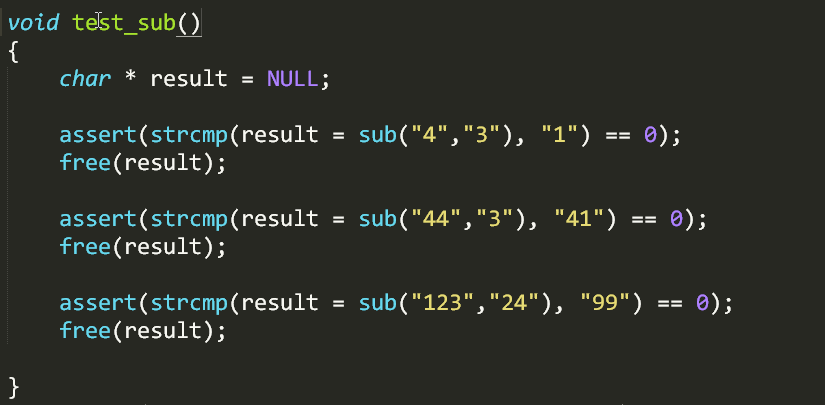 void test_sub()
{
char * result = NULL;
assert(strcmp(result = sub("4","3"), "1") == 0);
free(result);
assert(strcmp(result = sub("44","3"), "41") == 0);
free(result);
assert(strcmp(result = sub("123","24"), "99") == 0);
free(result);
}